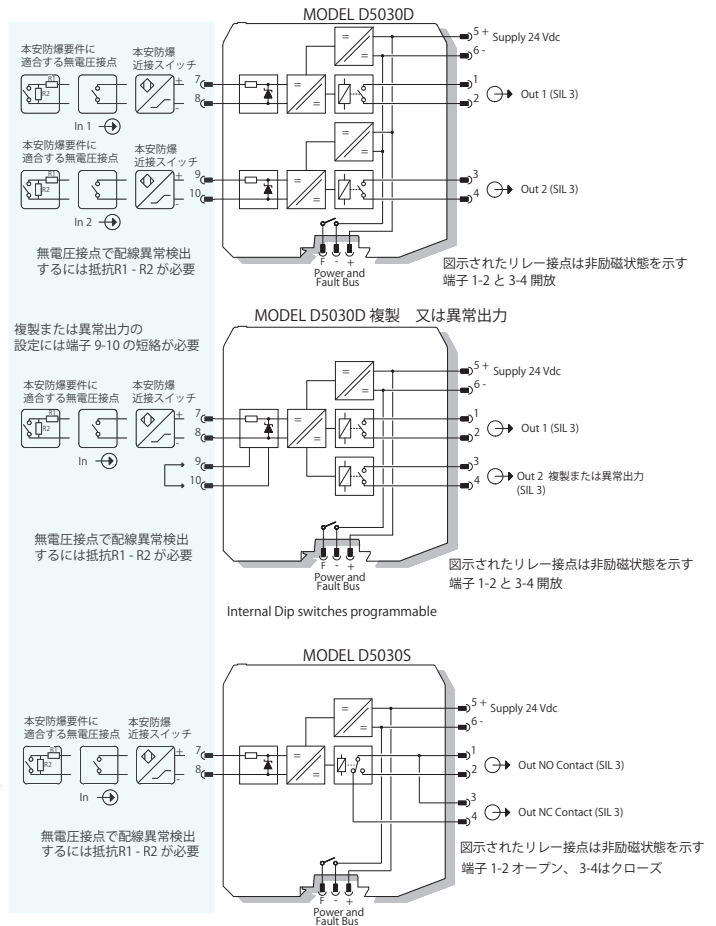 MODEL D5030D
本安防爆要件に
適合する無電圧接点
本安防爆
近接スイッチ
R1
R2
+
-
7
8
In 1
5 + Supply 24 Vdc
6 -
1
2
Out 1 (SIL 3)
本安防爆要件に
適合する無電圧接点
本安防爆
近接スイッチ
R1
R2
+
-
9
10
In 2
3
4
Out 2 (SIL 3)
無電圧接点で配線異常検出
するには抵抗R1 - R2 が必要
F - +
Power and
Fault Bus
図示されたリレー接点は非励磁状態を示す
端子 1-2 と 3-4 開放
MODEL D5030D 複製 又は異常出力
複製または異常出力の
設定には端子 9-10 の短絡が必要
本安防爆要件に
適合する無電圧接点
本安防爆
近接スイッチ
R1
R2
+
-
7
8
In
9
10
5 + Supply 24 Vdc
6 -
1
2
Out 1 (SIL 3)
3
4
Out 2 複製または異常出力
(SIL 3)
無電圧接点で配線異常検出
するには抵抗R1 - R2 が必要
F - +
Power and
Fault Bus
図示されたリレー接点は非励磁状態を示す
端子 1-2 と 3-4 開放
Internal Dip switches programmable
MODEL D5030S
本安防爆要件に
適合する無電圧接点
本安防爆
近接スイッチ
R1
R2
+
-
7
8
In
5 + Supply 24 Vdc
6 -
1
2
Out NO Contact (SIL 3)
3
4
Out NC Contact (SIL 3)
無電圧接点で配線異常検出
するには抵抗R1 - R2 が必要
F - +
Power and
Fault Bus
図示されたリレー接点は非励磁状態を示す
端子 1-2 オープン、 3-4はクローズ